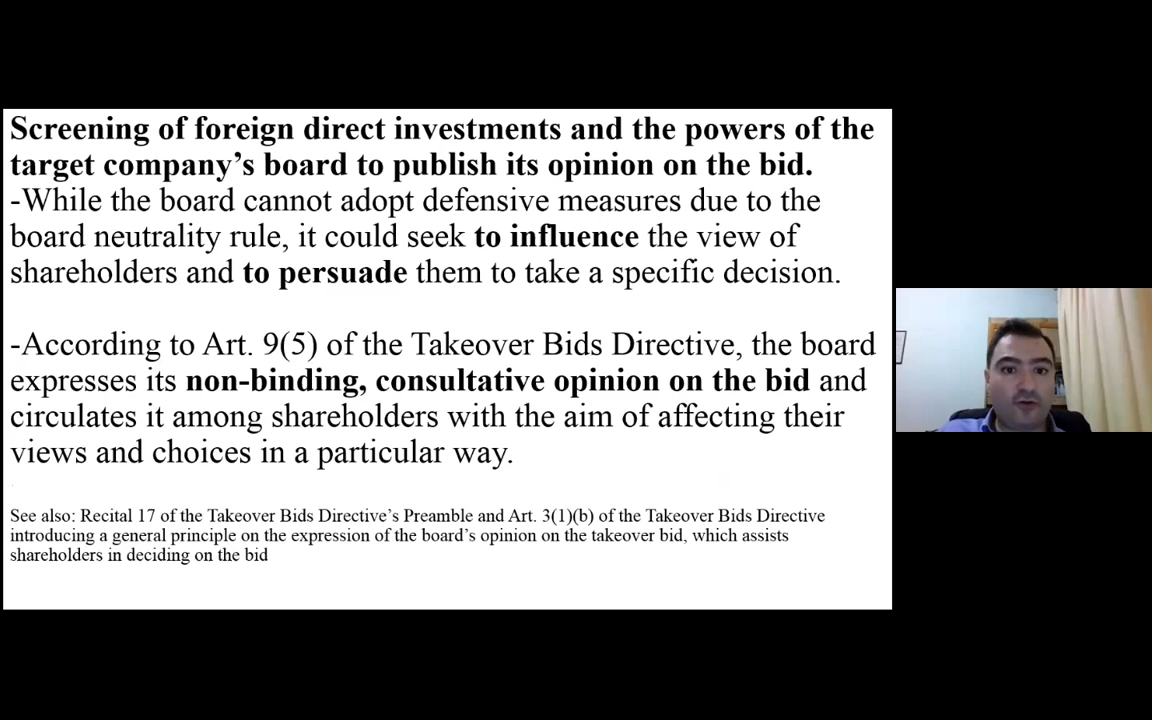 Screening of foreign direct investments and the powers of the
target company’s board to publish its opinion on the bid.
-While the board cannot adopt defensive measures due to the
board neutrality rule, it could seek to influence the view of
shareholders and to persuade them to take a specific decision.
-According to Art. 9(5) of the Takeover Bids Directive, the board
expresses its non-binding, consultative opinion on the bid and
circulates it among shareholders with the aim of affecting their
views and choices in a particular way.
See also: Recital 17 of the Takeover Bids Directive’s Preamble and Art. 3(1)(b) of the Takeover Bids Directive
introducing a general principle on the expression of the board’s opinion on the takeover bid, which assists
shareholders in deciding on the bid